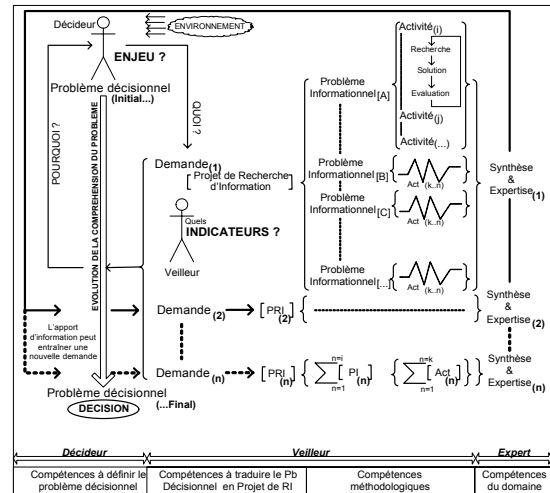 Décideur
ENVIRONNEMENT
ENJEU ?
Problème décisionnel
(Initial...)
POURQUOI ?
EVOLUTION DE LA COMPREHENSION DU PROBLEME
QUOI ?
Demande(1)
Projet de Recherche
d'Information
Quels
INDICATEURS ?
Veilleur
Problème
Informationnel[A]
Activité(i)
Recherche
Solution
Evaluation
Activité(j)
Activité(...)
Problème
Informationnel[B]
Act (k..n)
Problème
Informationnel[C]
Act (k..n)
Problème
Informationnel[...]
Act (k..n)
Synthèse
&
Expertise(1)
Demande(2)
[PRI](2)
Synthèse
&
Expertise(2)
L'apport
d'information peut
entraîner une
nouvelle demande
Demande(n)
[PRI](n)
{∑ n=i n=1 [PI](n)
{∑ n=k n=1 [Act](n)}}
Synthèse
&
Expertise(n)
Problème décisionnel
(...Final)
DECISION
Décideur
Veilleur
Expert
Compétences à définir le
problème décisionnel
Compétences à traduire le Pb
Décisionnel en Projet de RI
Compétences
méthodologiques
Compétences
du domaine